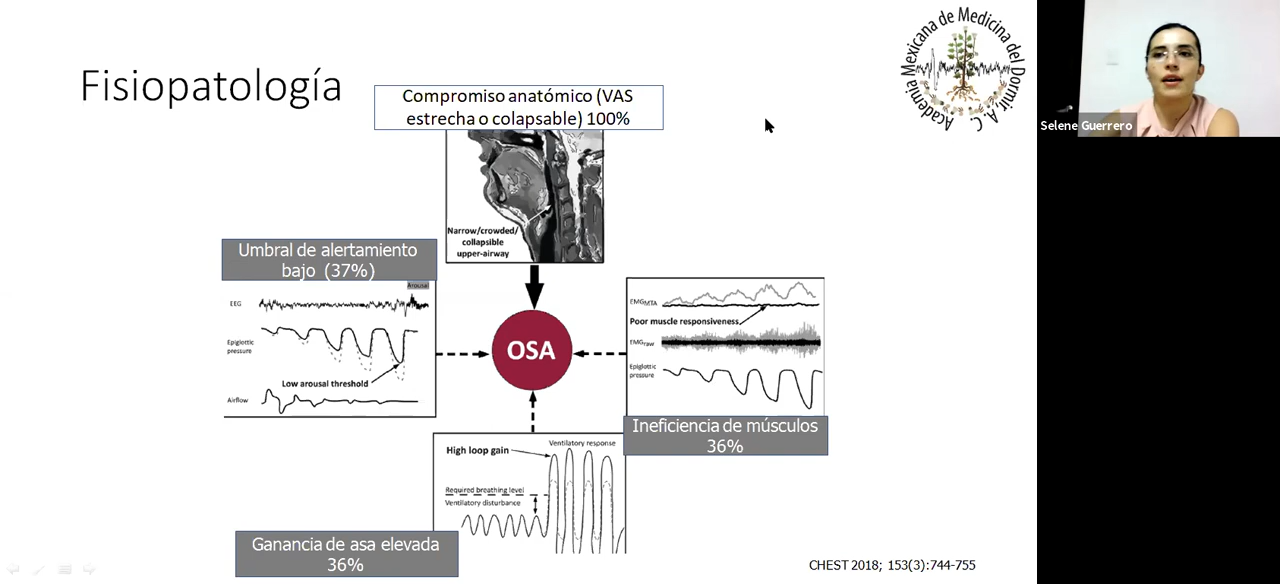 Fisiopatología
Academia Mexicana de Medicina del Dormir, A. C.
Selene Guerrero
Compromiso anatómico (VAS
estrecha o colapsable) 100%
Narrow/crowded/
collapsible
upper-airway
Umbral de alertamiento
bajo (37%)
Arousal
EEG
Epiglottic
pressure
Low arousal threshold
Airflow
OSA
EMGMTA
Poor muscle responsiveness
EMGraw
Epiglottic
pressure
Ineficiencia de músculos
36%
High loop gain
Ventilatory response
Required breathing level
Ventilatory disturbance
Ganancia de asa elevada
36%
CHEST 2018; 153(3):744-755